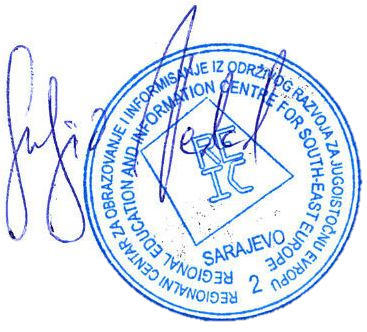 REGIONALNI CENTAR ZA OBRAZOVANJE I INFORMISANJE IZ ODRŽIVOG RAZVOJA ZA JUGOISTOČNU EVROPU
REGIONAL EDUCATION AND INFORMATION CENTRE FOR SOUTH-EAST EUROPE
RE
IC
SARAJEVO
2